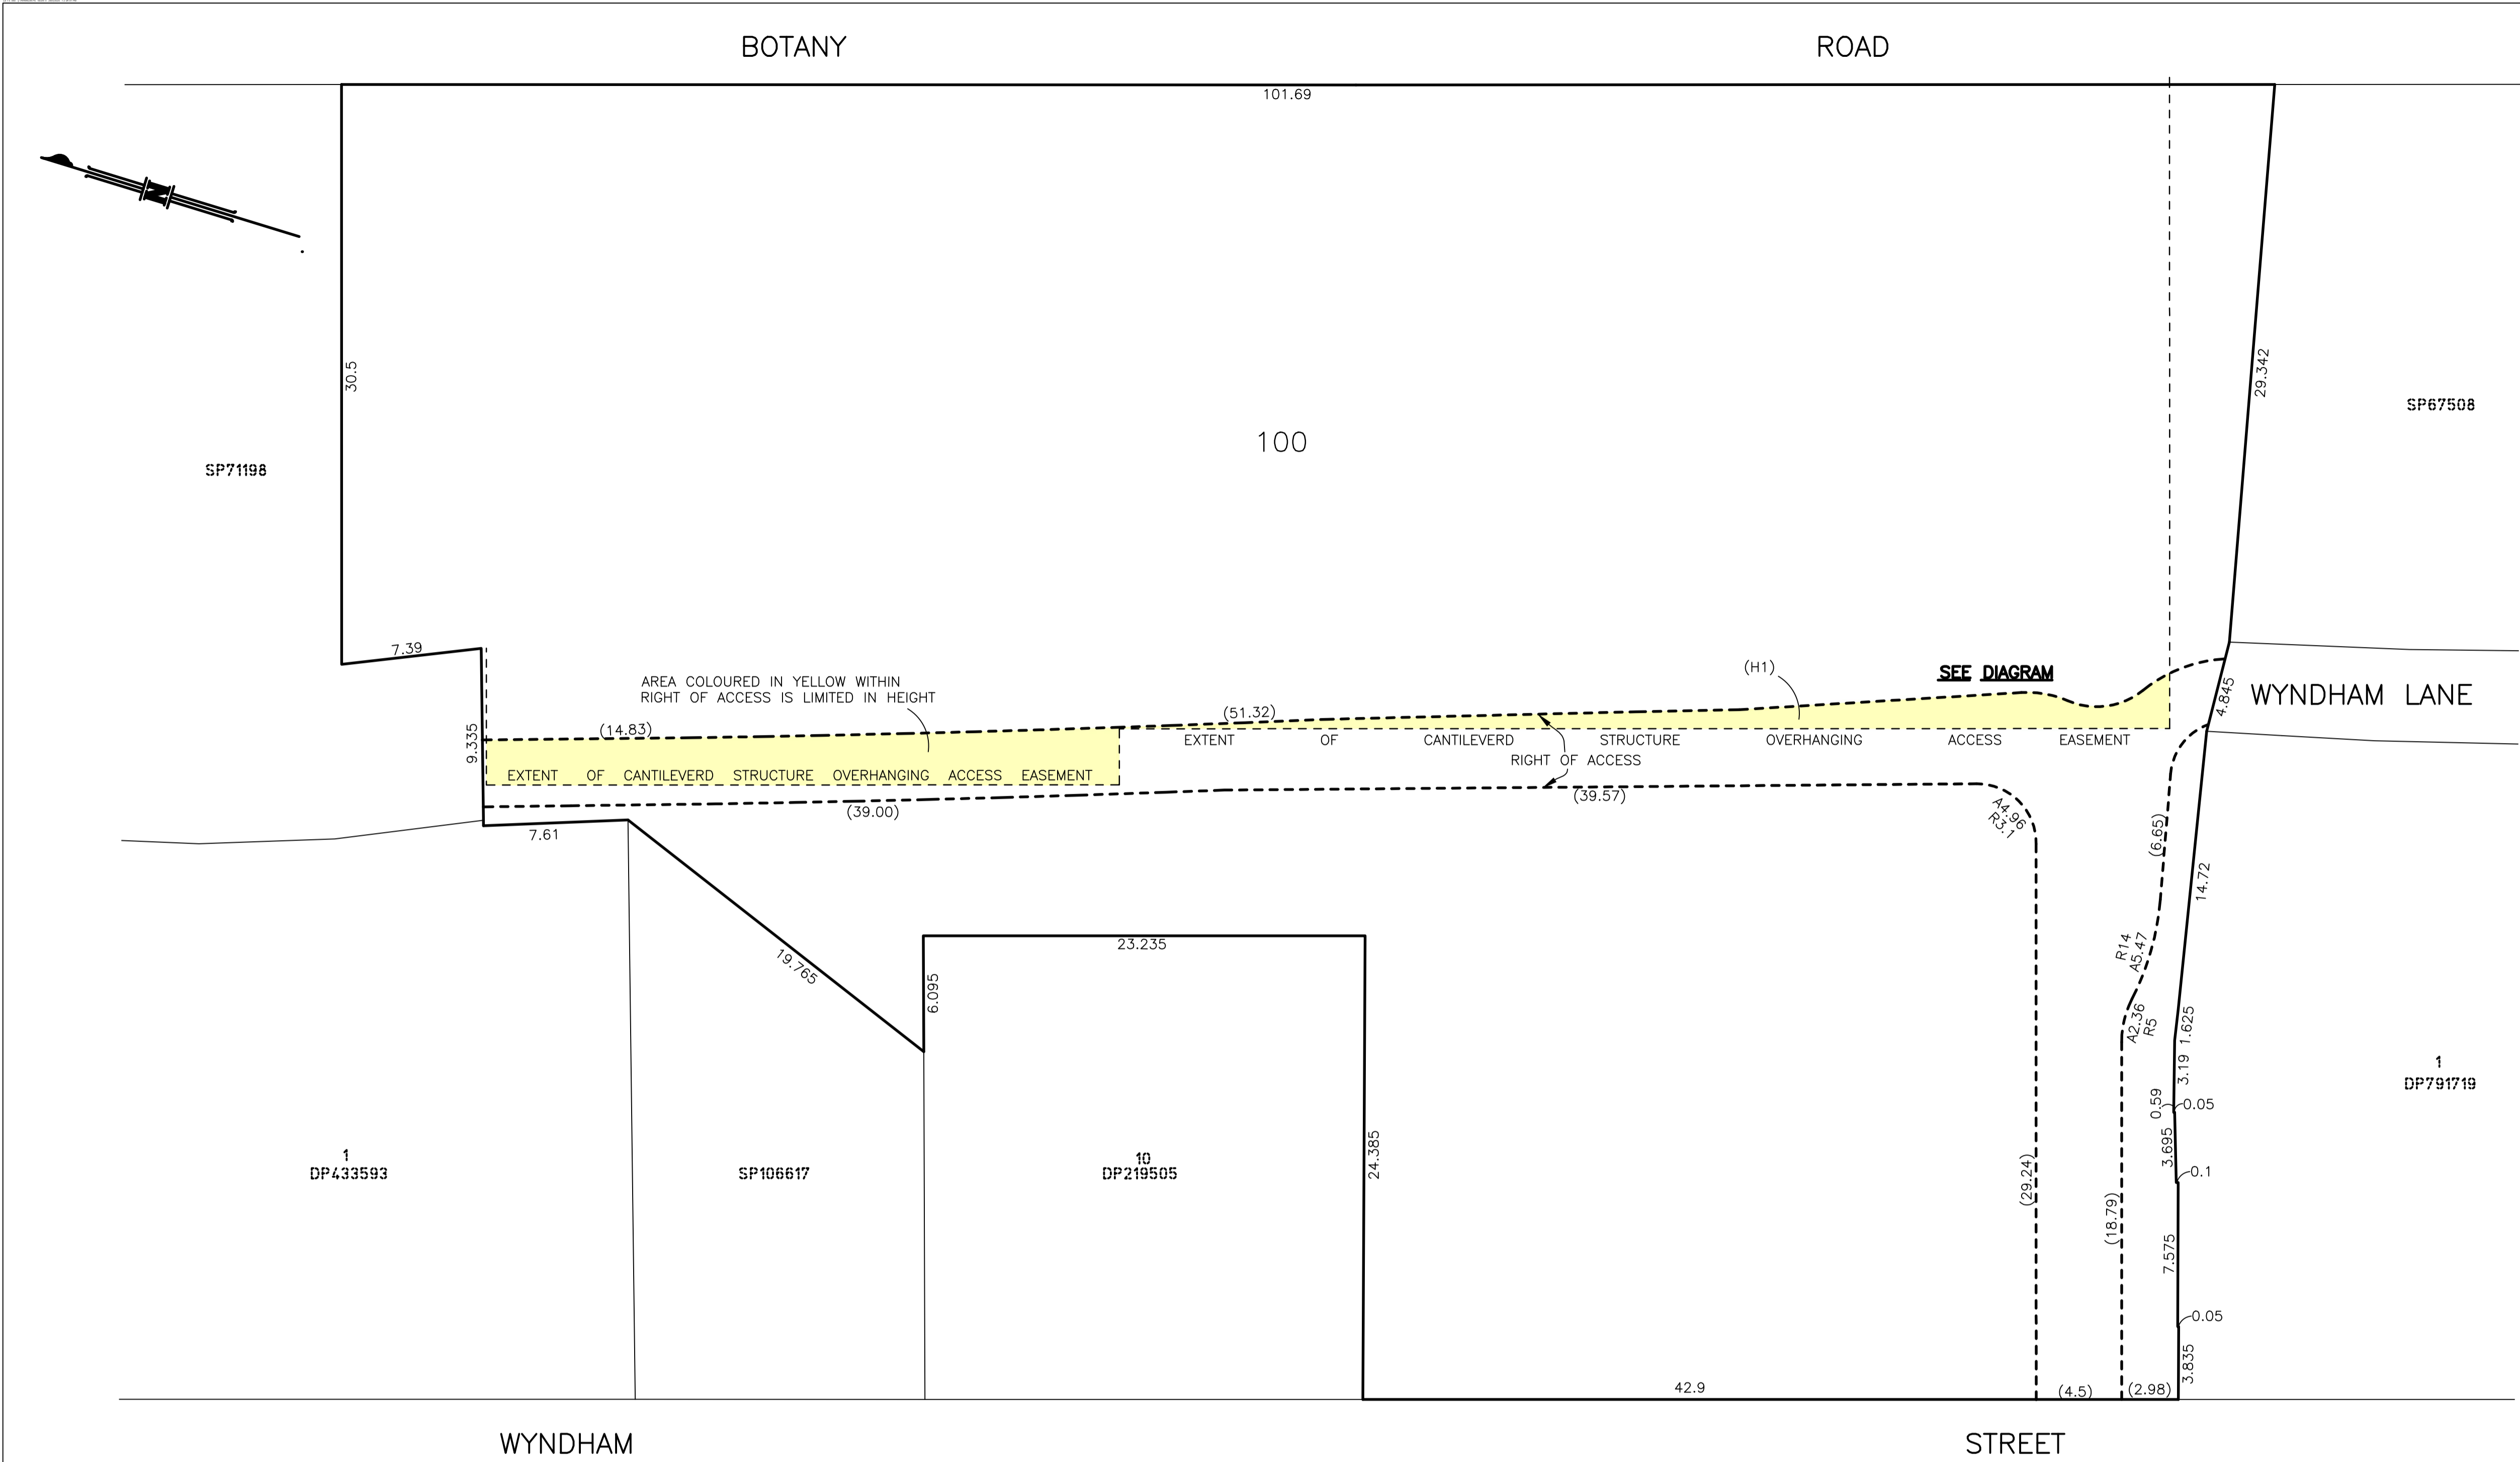 BOTANY ROAD
101.69
30.5
29.342
SP67508
100
SP71198
7.39
(H1)
SEE DIAGRAM
AREA COLOURED IN YELLOW WITHIN
RIGHT OF ACCESS IS LIMITED IN HEIGHT
WYNDHAM LANE
4.845
9.335
(14.83)
(51.32)
EXTENT OF CANTILEVERD STRUCTURE OVERHANGING ACCESS EASEMENT
RIGHT OF ACCESS
EXTENT OF CANTILEVERD STRUCTURE OVERHANGING ACCESS EASEMENT
(39.00)
(39.57)
A4.96
R3.1
7.61
(6.65)
14.72
19.765
23.235
6.095
R14
A5.47
A2.36
R5
1.625
3.19
0.59
0.05
1
DP791719
3.695
0.1
1
DP433593
SP106617
10
DP219505
24.385
(29.24)
(18.79)
7.575
0.05
3.835
42.9
(4.5)
(2.98)
WYNDHAM STREET